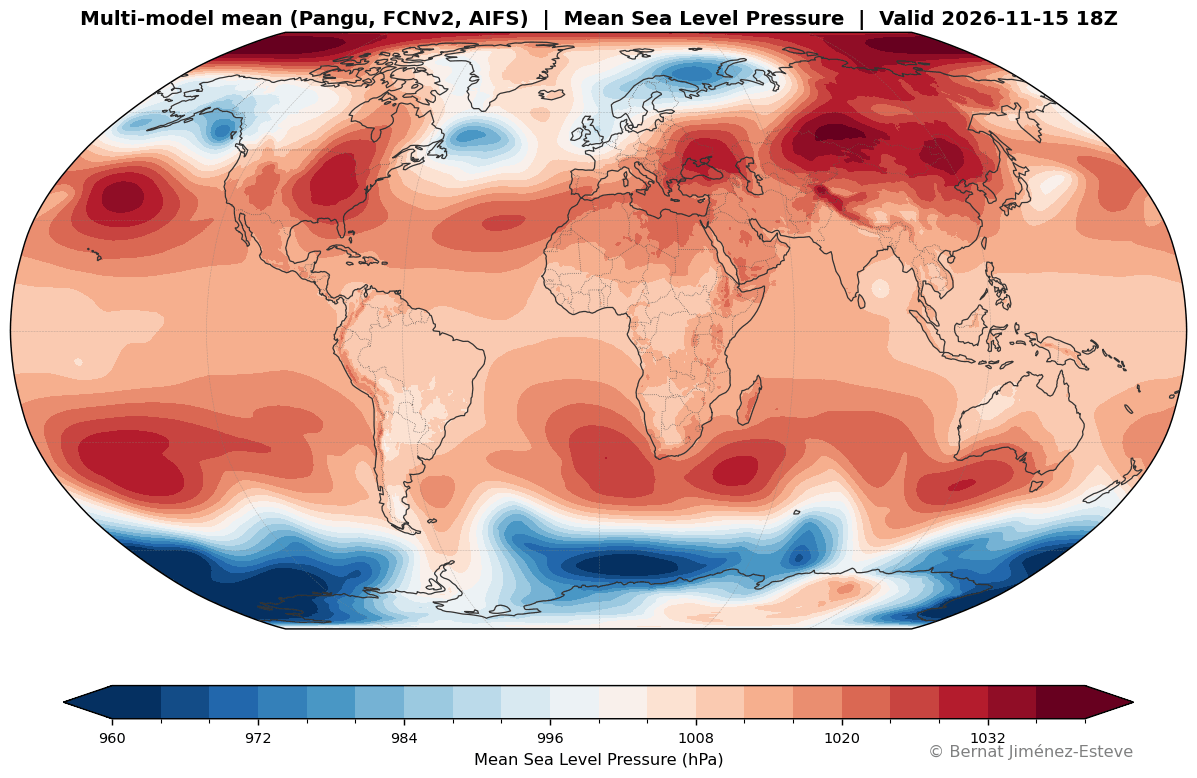 Multi-model mean (Pangu, FCNv2, AIFS) | Mean Sea Level Pressure | Valid 2026-11-15 18Z
960 972 984 996 1008 1020 1032
Mean Sea Level Pressure (hPa)
© Bernat Jiménez-Esteve